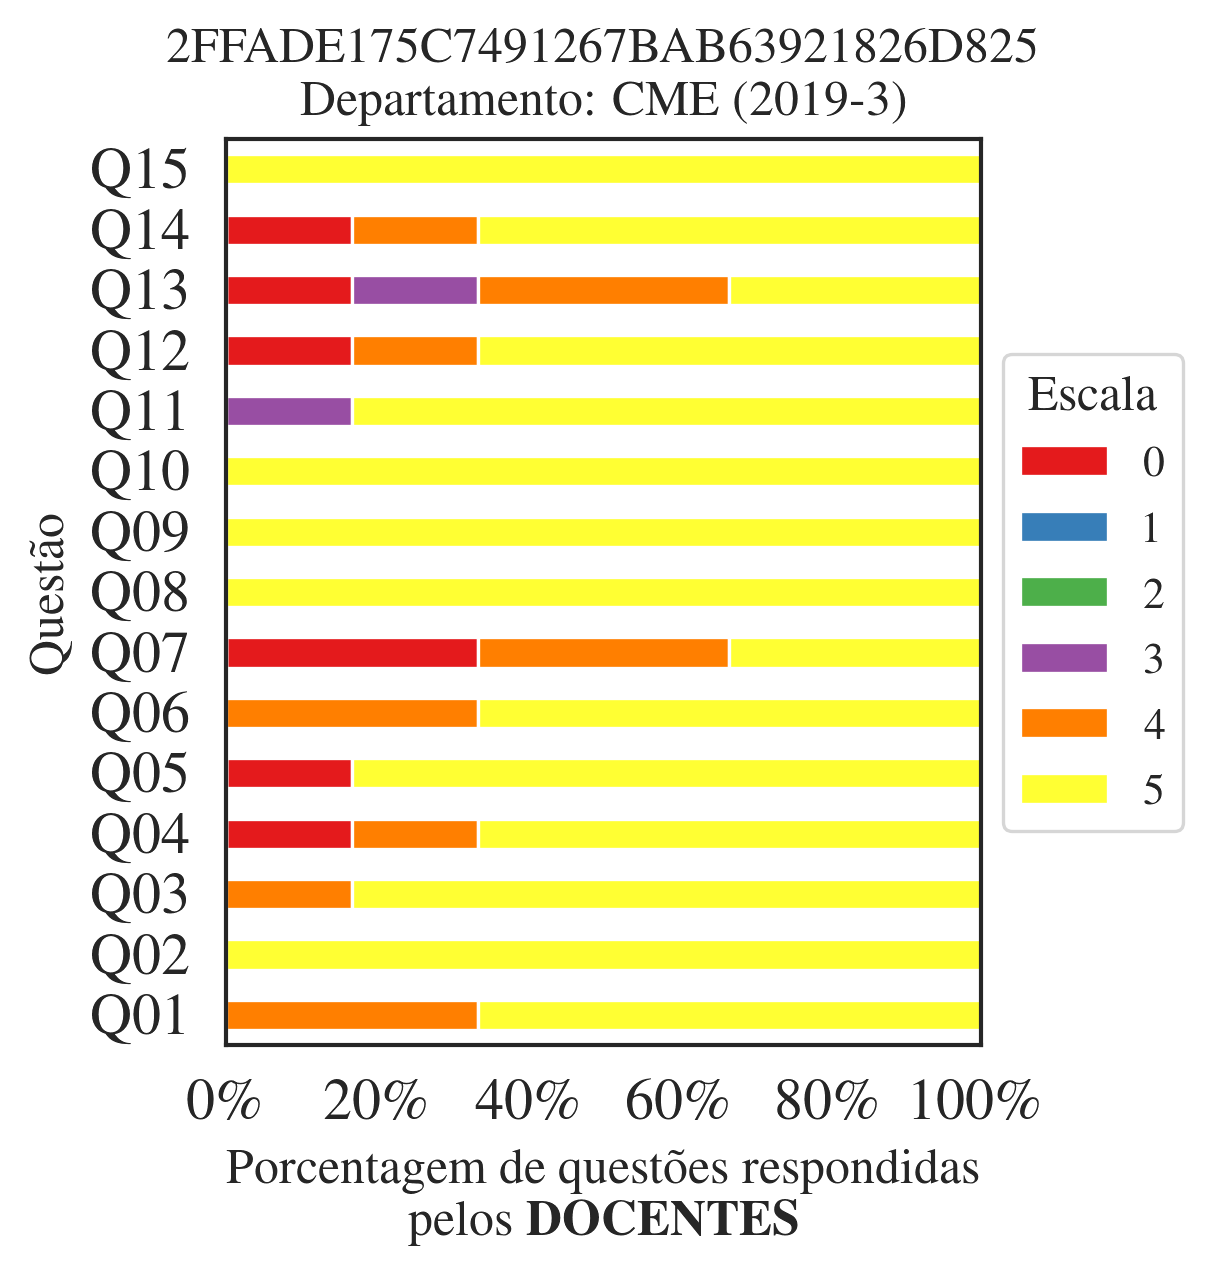 2FFADE175C7491267BAB63921826D825
Departamento: CME (2019-3)
Q15
Q14
Q13
Q12
Q11
Q10
Q09
Q08
Q07
Q06
Q05
Q04
Q03
Q02
Q01
Questão
0% 20% 40% 60% 80% 100%
Porcentagem de questões respondidas
pelos DOCENTES
Escala
0
1
2
3
4
5